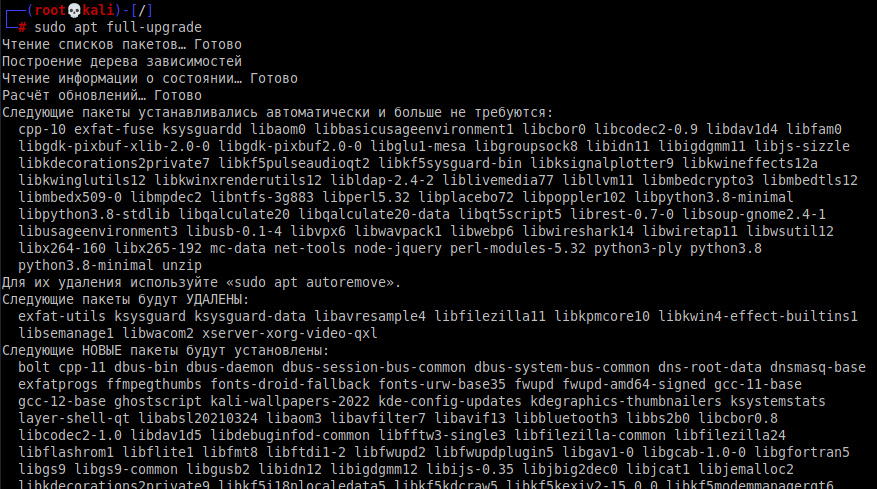 ┌──(root💀kali)-[/]
└─# sudo apt full-upgrade
Чтение списков пакетов… Готово
Построение дерева зависимостей
Чтение информации о состоянии… Готово
Расчёт обновлений… Готово
Следующие пакеты устанавливались автоматически и больше не требуются:
cpp-10 exfat-fuse ksysguardd libaom0 libbasicusageenvironment1 libcbor0 libcodec2-0.9 libdav1d4 libfam0
libgdk-pixbuf-xlib-2.0-0 libgdk-pixbuf2.0-0 libglu1-mesa libgroupsock8 libidn11 libigdgmm11 libjs-sizzle
libkdecorations2private7 libkf5pulseaudioqt2 libkf5sysguard-bin libksignalplotter9 libkwineffects12a
libkwinglutils12 libkwinxrenderutils12 libldap-2.4-2 liblivemedia77 libllvm11 libmbedcrypto3 libmbedtls12
libmbedx509-0 libmpdec2 libntfs-3g883 libperl5.32 libplacebo72 libpoppler102 libpython3.8-minimal
libpython3.8-stdlib libqalculate20 libqalculate20-data libqt5script5 librest-0.7-0 libsoup-gnome2.4-1
libusageenvironment3 libusb-0.1-4 libvpx6 libwavpack1 libwebp6 libwireshark14 libwiretap11 libwsutil12
libx264-160 libx265-192 mc-data net-tools node-jquery perl-modules-5.32 python3-ply python3.8
python3.8-minimal unzip
Для их удаления используйте «sudo apt autoremove».
Следующие пакеты будут УДАЛЕНЫ:
exfat-utils ksysguard ksysguard-data libavresample4 libfilezilla11 libkpmcore10 libkwin4-effect-builtins1
libsemanage1 libwacom2 xserver-xorg-video-qxl
Следующие НОВЫЕ пакеты будут установлены:
bolt cpp-11 dbus-bin dbus-daemon dbus-session-bus-common dbus-system-bus-common dns-root-data dnsmasq-base
exfatprogs ffmpegthumbs fonts-droid-fallback fonts-urw-base35 fwupd fwupd-amd64-signed gcc-11-base
gcc-12-base ghostscript kali-wallpapers-2022 kde-config-updates kdegraphics-thumbnailers ksystemstats
layer-shell-qt libabsl20210324 libaom3 libavfilter7 libavif13 libbluetooth3 libbs2b0 libcbor0.8
libcodec2-1.0 libdav1d5 libdebuginfod-common libfftw3-single3 libfilezilla-common libfilezilla24
libflashrom1 libflite1 libfmt8 libftdi1-2 libfwupd2 libfwupdplugin5 libgav1-0 libgcab-1.0-0 libgfortran5
libgs9 libgs9-common libgusb2 libidn12 libigdgmm12 libijs-0.35 libjbig2dec0 libjcat1 libjemalloc2
libkdecorations2private9 libkf5i18nlocaledata5 libkf5kdcraw5 libkf5kexiv2-15.0.0 libkf5modemmanagerqt6